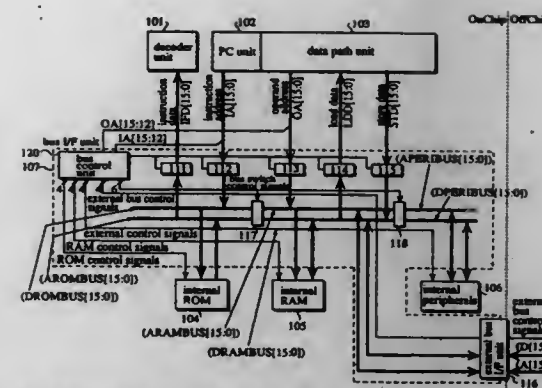 101
102
103
OnChip
decoder unit
PC unit
data path unit
instruction data
IFD[15:0]
instruction address
IA[15:0]
operand address
OA[15:0]
load data
LDD[15:0]
STD[15:0]
OA[15:12]
IA[15:12]
bus I/F unit
120
107
bus control unit
111
112
113
114
115
bus switch control signals
(APERIBUS[15:0])
(DPERIBUS[15:0])
external bus control signals
117
118
external control signals
RAM control signals
ROM control signals
(AROMBUS[15:0])
(DROMBUS[15:0])
internal ROM
104
internal RAM
105
internal peripherals
106
(ARAMBUS[15:0])
(DRAMBUS[15:0])
external bus I/F unit
bus control signals
116